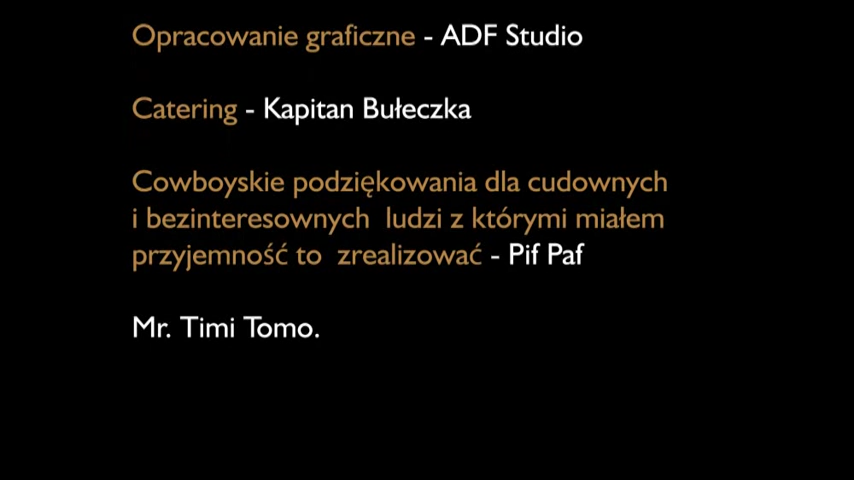 Opracowanie graficzne - ADF Studio
Catering - Kapitan Bułeczka
Cowboyskie podziękowania dla cudownych
i bezinteresownych ludzi z którymi miałem
przyjemność to zrealizować - Pif Paf
Mr. Timi Tomo.